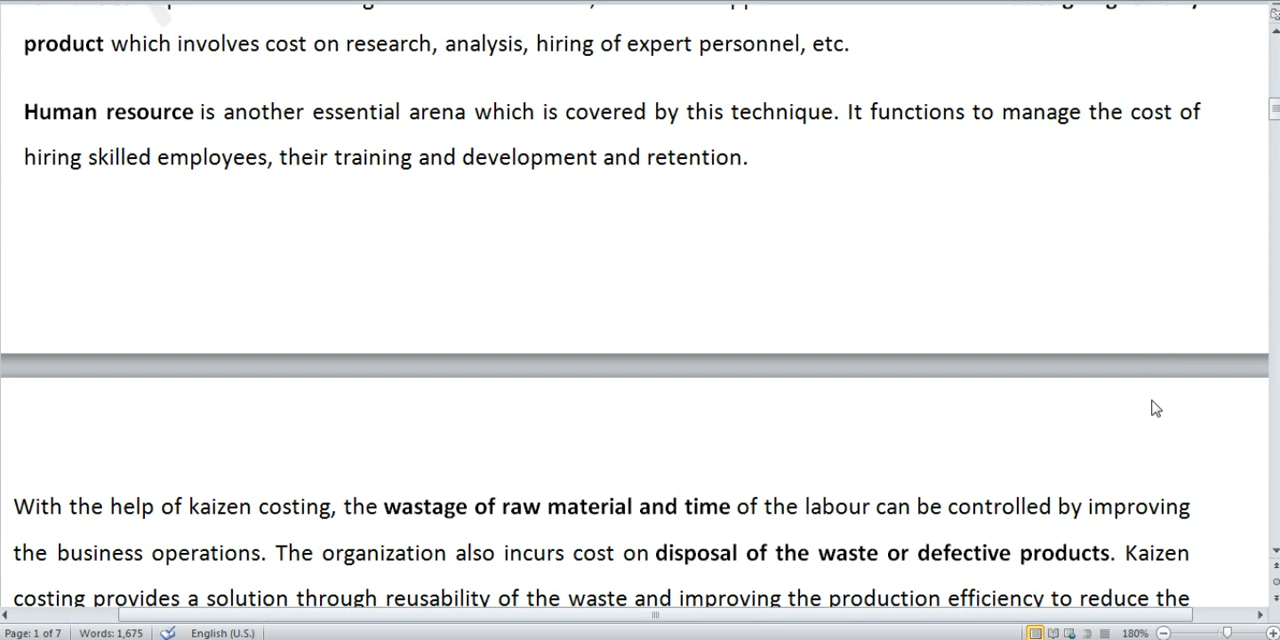 product which involves cost on research, analysis, hiring of expert personnel, etc.
Human resource is another essential arena which is covered by this technique. It functions to manage the cost of
hiring skilled employees, their training and development and retention.
With the help of kaizen costing, the wastage of raw material and time of the labour can be controlled by improving
the business operations. The organization also incurs cost on disposal of the waste or defective products. Kaizen
costing provides a solution through reusability of the waste and improving the production efficiency to reduce the
Page: 1 of 7 Words: 1,675 English (U.S.) 180%